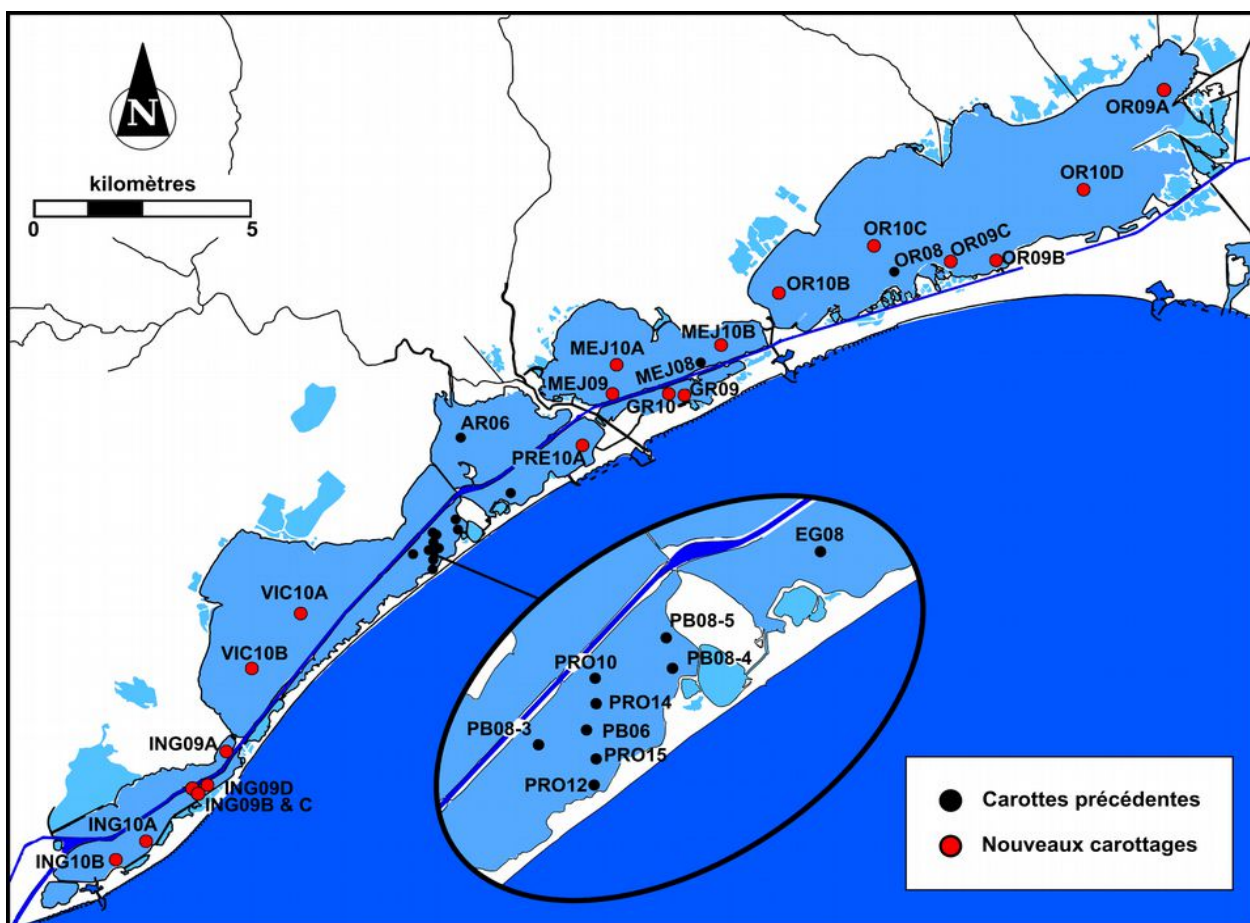 N
kilomètres
0 5
OR09A
OR10D
OR10C
OR08
OR09C
OR09B
OR10B
MEJ10B
MEJ10A
MEJ08
MEJ09
GR10
GR09
AR06
PRE10A
EG08
VIC10A
PB08-5
VIC10B
PRO10
PB08-4
PRO14
PB08-3
PB06
PRO15
PRO12
ING09A
ING09D
ING09B & C
ING10A
ING10B
Carottes précédentes
Nouveaux carottages